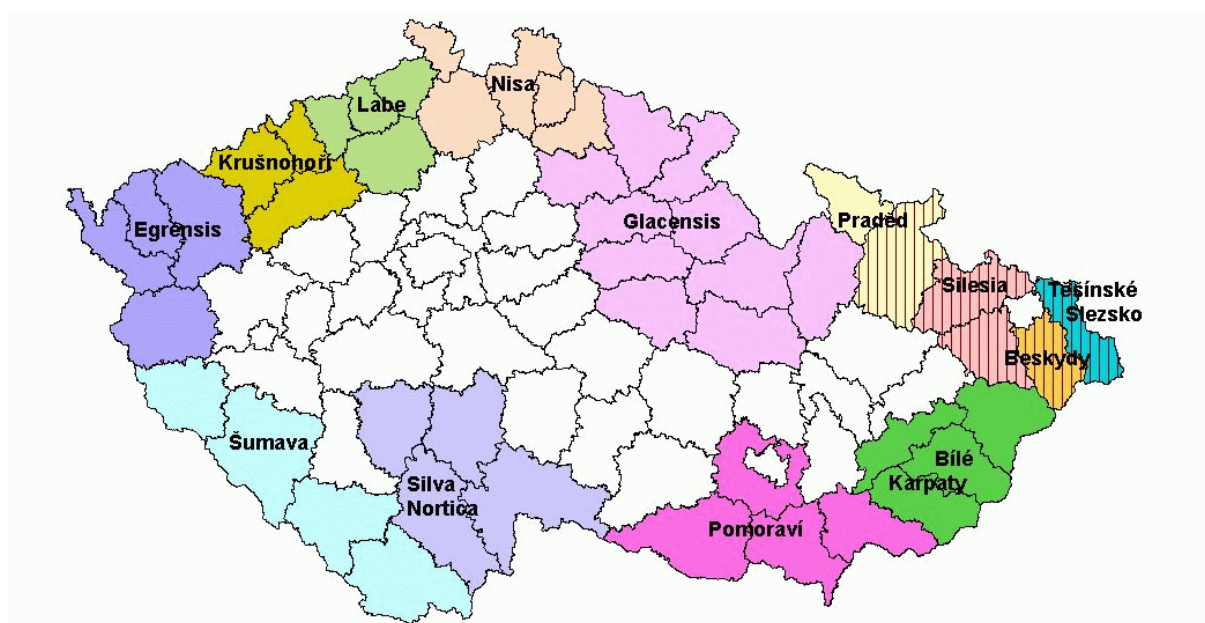 Nisa
Labe
Krušnohoří
Egrensis
Glacensis
Praděd
Silesia
Těšínské
Slezsko
Beskydy
Šumava
Silva
Nortica
Bílé
Karpaty
Pomoraví